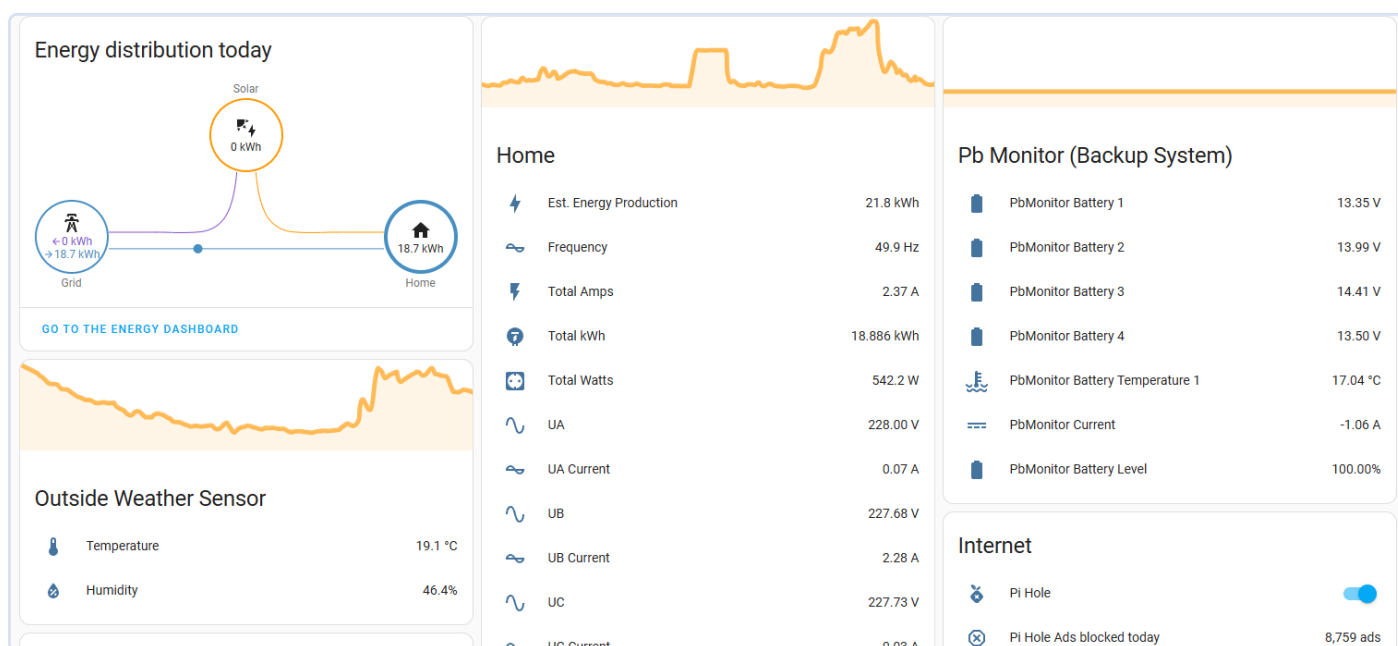 Energy distribution today
Solar
0 kWh
←0 kWh
→18.7 kWh
Grid
18.7 kWh
Home
GO TO THE ENERGY DASHBOARD
Outside Weather Sensor
Temperature 19.1 °C
Humidity 46.4%
Home
Est. Energy Production 21.8 kWh
Frequency 49.9 Hz
Total Amps 2.37 A
Total kWh 18.886 kWh
Total Watts 542.2 W
UA 228.00 V
UA Current 0.07 A
UB 227.68 V
UB Current 2.28 A
UC 227.73 V
UC Current 0.03 A
Pb Monitor (Backup System)
PbMonitor Battery 1 13.35 V
PbMonitor Battery 2 13.99 V
PbMonitor Battery 3 14.41 V
PbMonitor Battery 4 13.50 V
PbMonitor Battery Temperature 1 17.04 °C
PbMonitor Current -1.06 A
PbMonitor Battery Level 100.00%
Internet
Pi Hole
Pi Hole Ads blocked today 8,759 ads